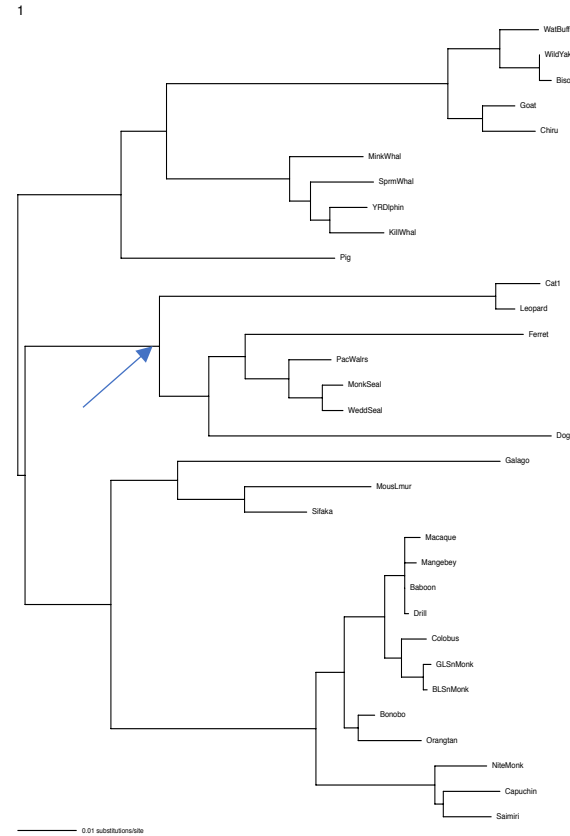 1
WatBuff
WildYak
Biso
Goat
Chiru
MinkWhal
SprmWhal
YRDlphin
KillWhal
Pig
Cat1
Leopard
Ferret
PacWalrs
MonkSeal
WeddSeal
Dog
Galago
MousLmur
Sifaka
Macaque
Mangebey
Baboon
Drill
Colobus
GLSnMonk
BLSnMonk
Bonobo
Orangtan
NiteMonk
Capuchin
Saimiri
0.01 substitutions/site